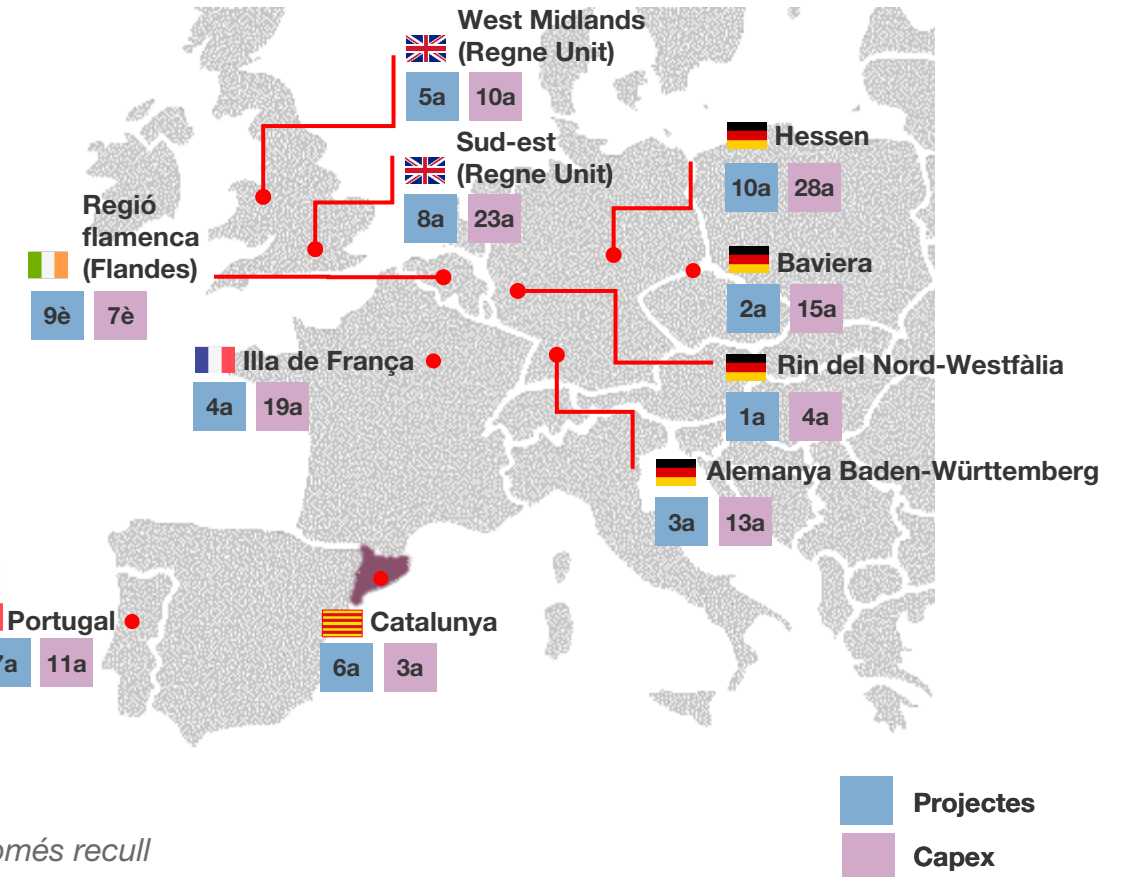 West Midlands
(Regne Unit)
5a 10a
Sud-est
(Regne Unit)
8a 23a
Hessen
10a 28a
Regió
flamenca
(Flandes)
9è 7è
Baviera
2a 15a
Illa de França
4a 19a
Rin del Nord-Westfàlia
1a 4a
Alemanya Baden-Württemberg
3a 13a
Portugal
7a 11a
Catalunya
6a 3a
Projectes
Capex
recull